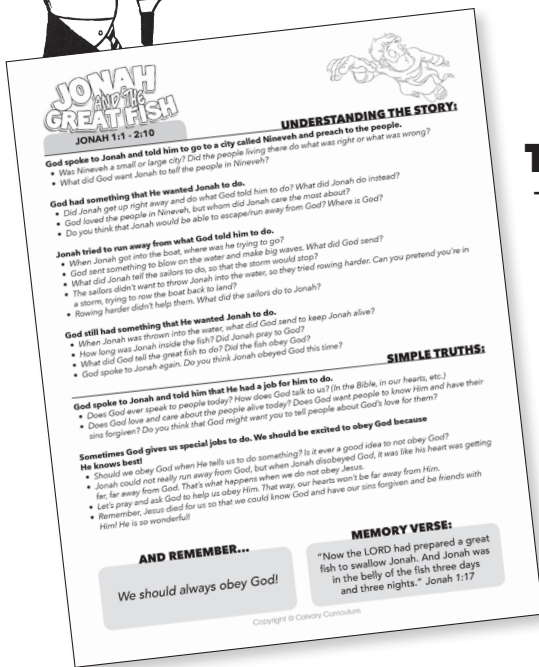 JONAH
AND THE
GREAT FISH
JONAH 1:1 - 2:10
UNDERSTANDING THE STORY:
God spoke to Jonah and told him to go to a city called Nineveh and preach to the people.
• Was Nineveh a small or large city? Did the people living there do what was right or what was wrong?
• What did God want Jonah to tell the people in Nineveh?
God had something that He wanted Jonah to do.
• Did Jonah get up right away and do what God told him to do? What did Jonah do instead?
• God loved the people in Nineveh, but whom did Jonah care the most about?
• Do you think that Jonah would be able to escape/run away from God? Where is God?
Jonah tried to run away from what God told him to do.
• When Jonah got into the boat, where was he trying to go?
• God sent something to blow on the water and make big waves. What did God send?
• What did Jonah tell the sailors to do, so that the storm would stop?
• The sailors didn't want to throw Jonah into the water, so they tried rowing harder. Can you pretend you're in
a storm, trying to row the boat back to land?
• Rowing harder didn't help them. What did the sailors do to Jonah?
God still had something that He wanted Jonah to do.
• When Jonah was thrown into the water, what did God send to keep Jonah alive?
• How long was Jonah inside the fish? Did Jonah pray to God?
• What did God tell the great fish to do? Did the fish obey God?
• God spoke to Jonah again. Do you think Jonah obeyed God this time?
SIMPLE TRUTHS:
God spoke to Jonah and told him that He had a job for him to do.
• Does God ever speak to people today? How does God talk to us? (In the Bible, in our hearts, etc.)
• Does God love and care about the people alive today? Does God want people to know Him and have their
sins forgiven? Do you think that God might want you to tell people about God's love for them?
Sometimes God gives us special jobs to do. We should be excited to obey God because
He knows best!
• Should we obey God when He tells us to do something? Is it ever a good idea to not obey God?
• Jonah could not really run away from God, but when Jonah disobeyed God, it was like his heart was getting
far, far away from God. That's what happens when we do not obey Jesus.
• Let's pray and ask God to help us obey Him. That way, our hearts won't be far away from Him.
• Remember, Jesus died for us so that we could know God and have our sins forgiven and be friends with
Him! He is so wonderful!
AND REMEMBER...
We should always obey God!
MEMORY VERSE:
"Now the LORD had prepared a great
fish to swallow Jonah. And Jonah was
in the belly of the fish three days
and three nights." Jonah 1:17
Copyright © Calvary Curriculum